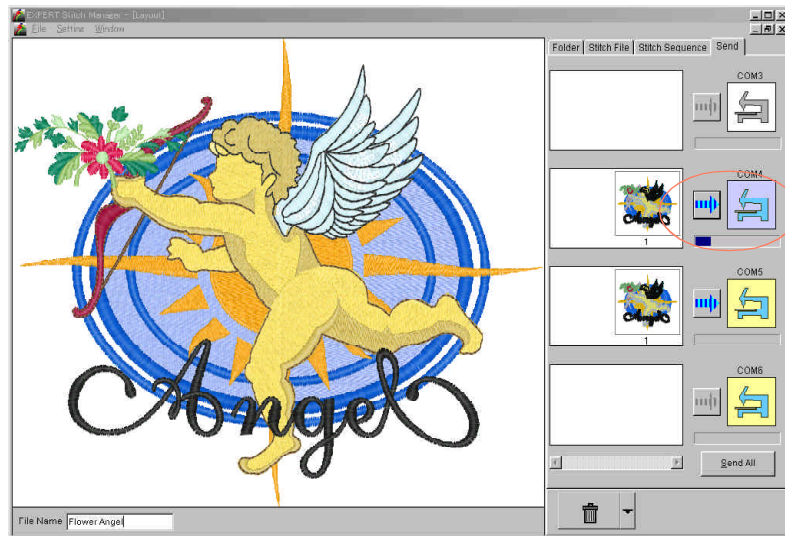 EXPERT Stitch Manager - [Layout]
File Setting Window
Folder Stitch File Stitch Sequence Send
COM3
COM4
1
COM5
1
COM6
Angel
Send All
File Name Flower Angel